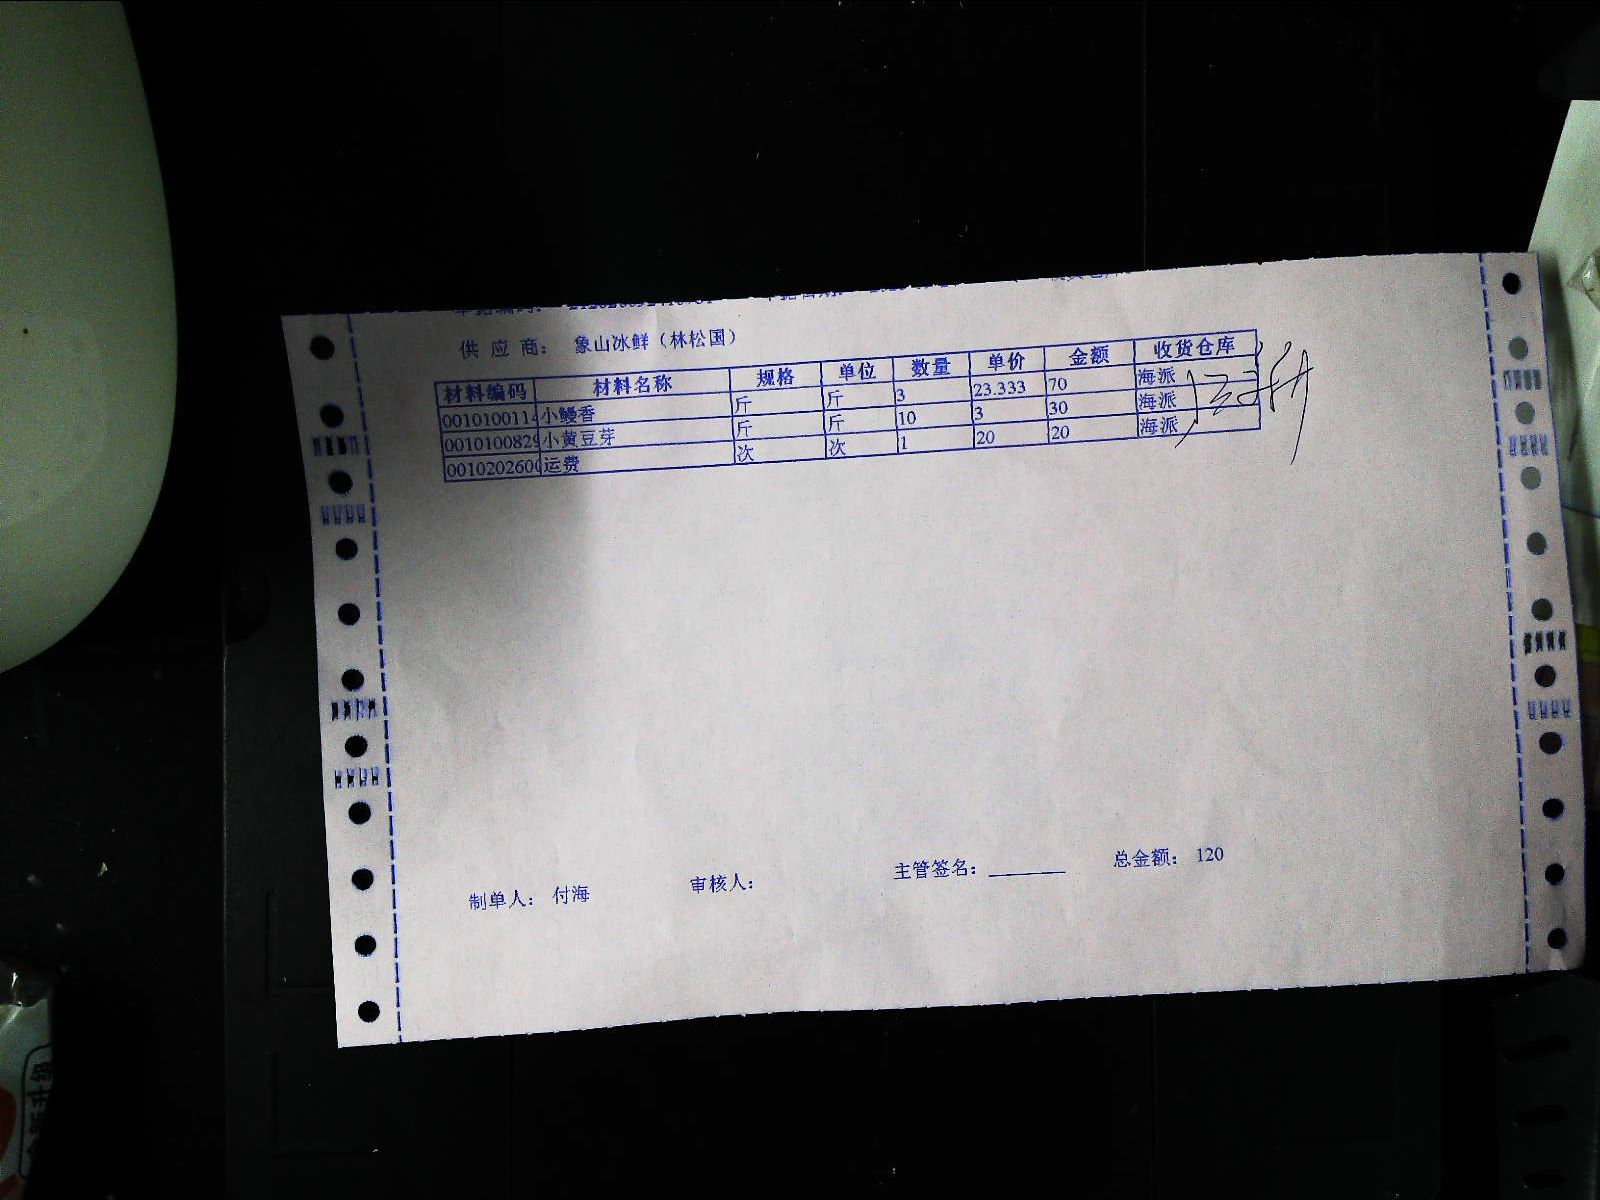 供 应 商： 象山冰鲜（林松国）
材料编码 材料名称 规格 单位 数量 单价 金额 收货仓库
0010100114 小鳗香 斤 斤 3 23.333 70 海派
0010100829 小黄豆芽 斤 斤 10 3 30 海派
001020260 运费 次 次 1 20 20 海派
制单人： 付海 审核人： 主管签名： 总金额： 120